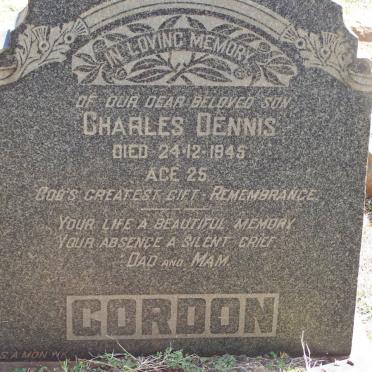 IN LOVING MEMORY
OF OUR DEAR BELOVED SON
CHARLES DENNIS
DIED 24-12-1945
AGE 25
GOD'S GREATEST GIFT - REMEMBRANCE
YOUR LIFE A BEAUTIFUL MEMORY
YOUR ABSENCE A SILENT GRIEF
DAD AND MAM
GORDON
MON